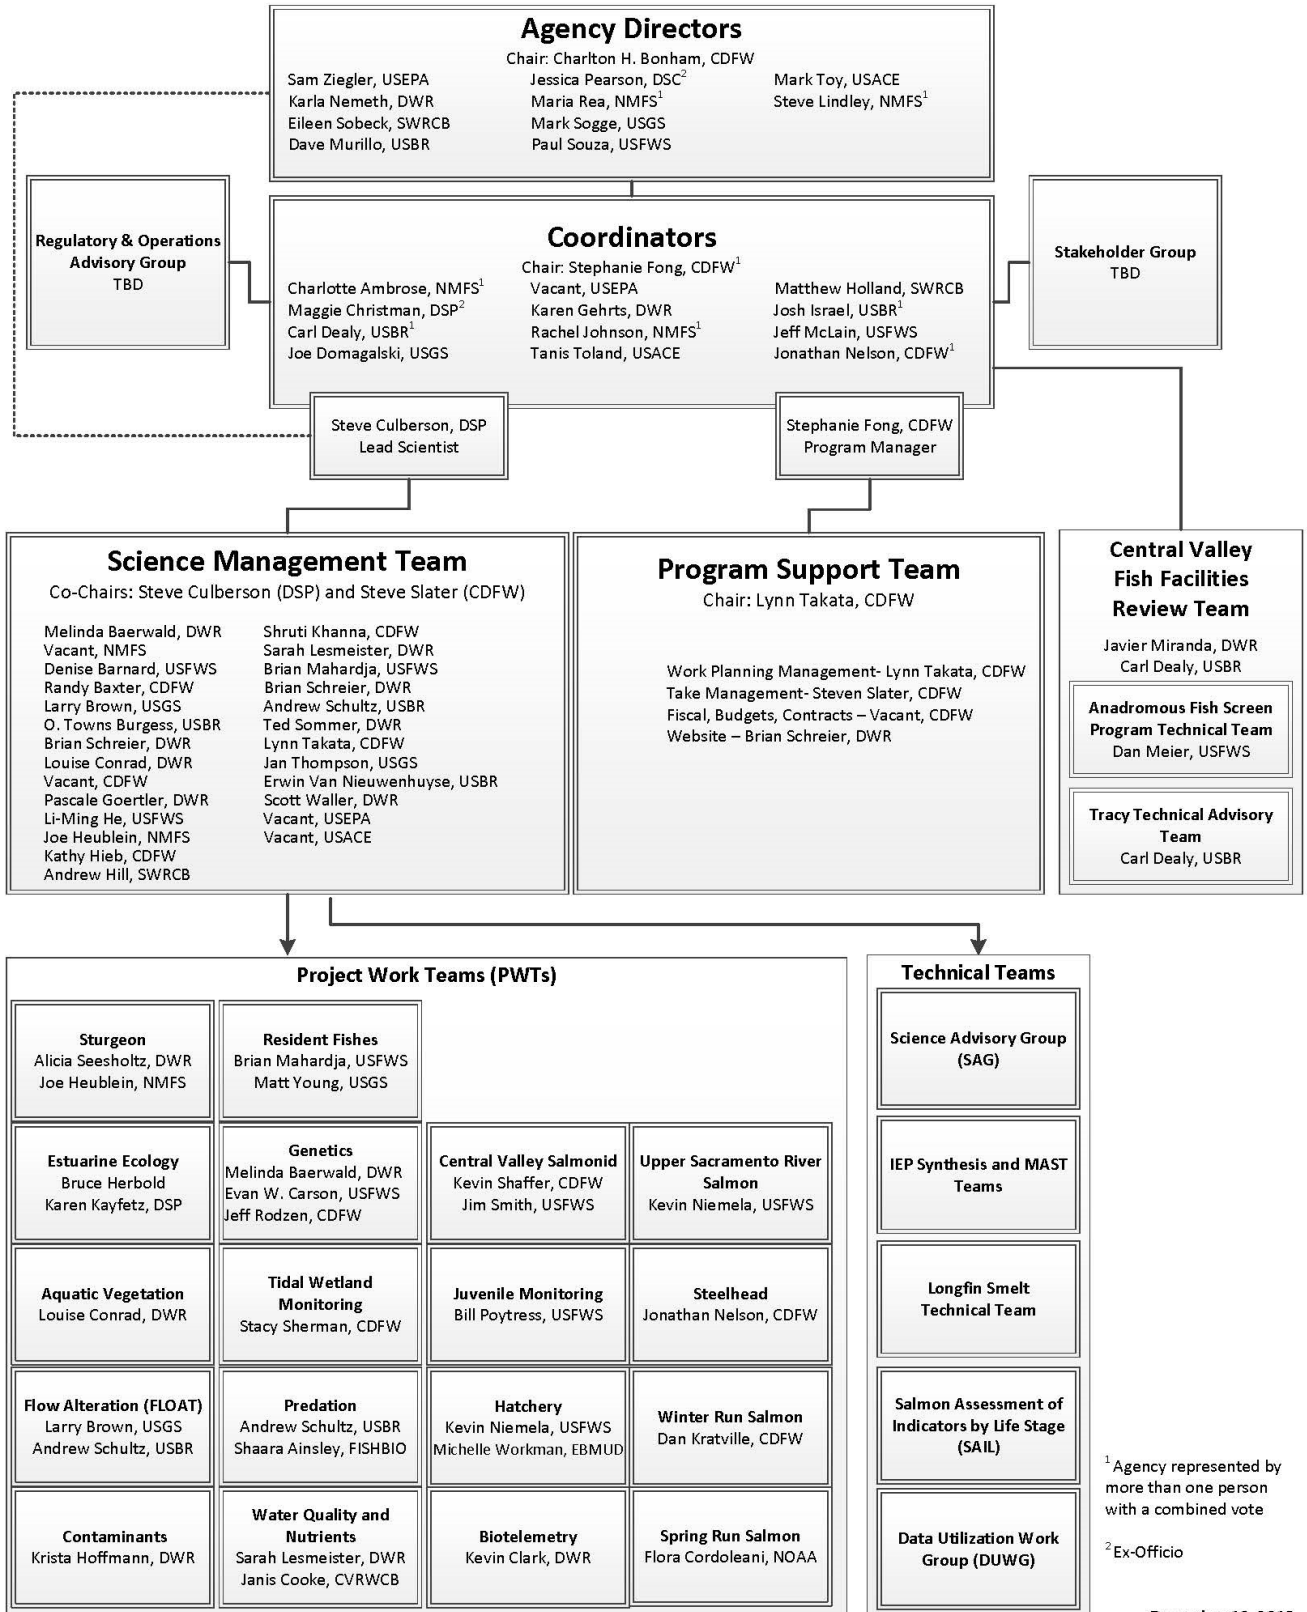 Agency Directors
Chair: Charlton H. Bonham, CDFW
Sam Ziegler, USEPA
Karla Nemeth, DWR
Eileen Sobeck, SWRCB
Dave Murillo, USBR
Jessica Pearson, DSC2
Maria Rea, NMFS1
Mark Sogge, USGS
Paul Souza, USFWS
Mark Toy, USACE
Steve Lindley, NMFS1
Regulatory & Operations
Advisory Group
TBD
Coordinators
Chair: Stephanie Fong, CDFW1
Charlotte Ambrose, NMFS1
Maggie Christman, DSP2
Carl Dealy, USBR1
Joe Domagalski, USGS
Vacant, USEPA
Karen Gehrts, DWR
Rachel Johnson, NMFS1
Tanis Toland, USACE
Matthew Holland, SWRCB
Josh Israel, USBR1
Jeff McLain, USFWS
Jonathan Nelson, CDFW1
Stakeholder Group
TBD
Steve Culberson, DSP
Lead Scientist
Stephanie Fong, CDFW
Program Manager
Science Management Team
Co-Chairs: Steve Culberson (DSP) and Steve Slater (CDFW)
Melinda Baerwald, DWR
Vacant, NMFS
Denise Barnard, USFWS
Randy Baxter, CDFW
Larry Brown, USGS
O. Towns Burgess, USBR
Brian Schreier, DWR
Louise Conrad, DWR
Vacant, CDFW
Pascale Goertler, DWR
Li-Ming He, USFWS
Joe Heublein, NMFS
Kathy Hieb, CDFW
Andrew Hill, SWRCB
Shruti Khanna, CDFW
Sarah Lesmeister, DWR
Brian Mahardja, USFWS
Brian Schreier, DWR
Andrew Schultz, USBR
Ted Sommer, DWR
Lynn Takata, CDFW
Jan Thompson, USGS
Erwin Van Nieuwenhuyse, USBR
Scott Waller, DWR
Vacant, USEPA
Vacant, USACE
Program Support Team
Chair: Lynn Takata, CDFW
Work Planning Management- Lynn Takata, CDFW
Take Management- Steven Slater, CDFW
Fiscal, Budgets, Contracts – Vacant, CDFW
Website – Brian Schreier, DWR
Central Valley
Fish Facilities
Review Team
Javier Miranda, DWR
Carl Dealy, USBR
Anadromous Fish Screen
Program Technical Team
Dan Meier, USFWS
Tracy Technical Advisory
Team
Carl Dealy, USBR
Project Work Teams (PWTs)
Sturgeon
Alicia Seesholtz, DWR
Joe Heublein, NMFS
Resident Fishes
Brian Mahardja, USFWS
Matt Young, USGS
Estuarine Ecology
Bruce Herbold
Karen Kayfetz, DSP
Genetics
Melinda Baerwald, DWR
Evan W. Carson, USFWS
Jeff Rodzen, CDFW
Central Valley Salmonid
Kevin Shaffer, CDFW
Jim Smith, USFWS
Upper Sacramento River
Salmon
Kevin Niemela, USFWS
Aquatic Vegetation
Louise Conrad, DWR
Tidal Wetland
Monitoring
Stacy Sherman, CDFW
Juvenile Monitoring
Bill Poytress, USFWS
Steelhead
Jonathan Nelson, CDFW
Flow Alteration (FLOAT)
Larry Brown, USGS
Andrew Schultz, USBR
Predation
Andrew Schultz, USBR
Shaara Ainsley, FISHBIO
Hatchery
Kevin Niemela, USFWS
Michelle Workman, EBMUD
Winter Run Salmon
Dan Kratville, CDFW
Contaminants
Krista Hoffmann, DWR
Water Quality and
Nutrients
Sarah Lesmeister, DWR
Janis Cooke, CVRWCB
Biotelemetry
Kevin Clark, DWR
Spring Run Salmon
Flora Cordoleani, NOAA
Technical Teams
Science Advisory Group
(SAG)
IEP Synthesis and MAST
Teams
Longfin Smelt
Technical Team
Salmon Assessment of
Indicators by Life Stage
(SAIL)
Data Utilization Work
Group (DUWG)
1 Agency represented by
more than one person
with a combined vote
2 Ex-Officio